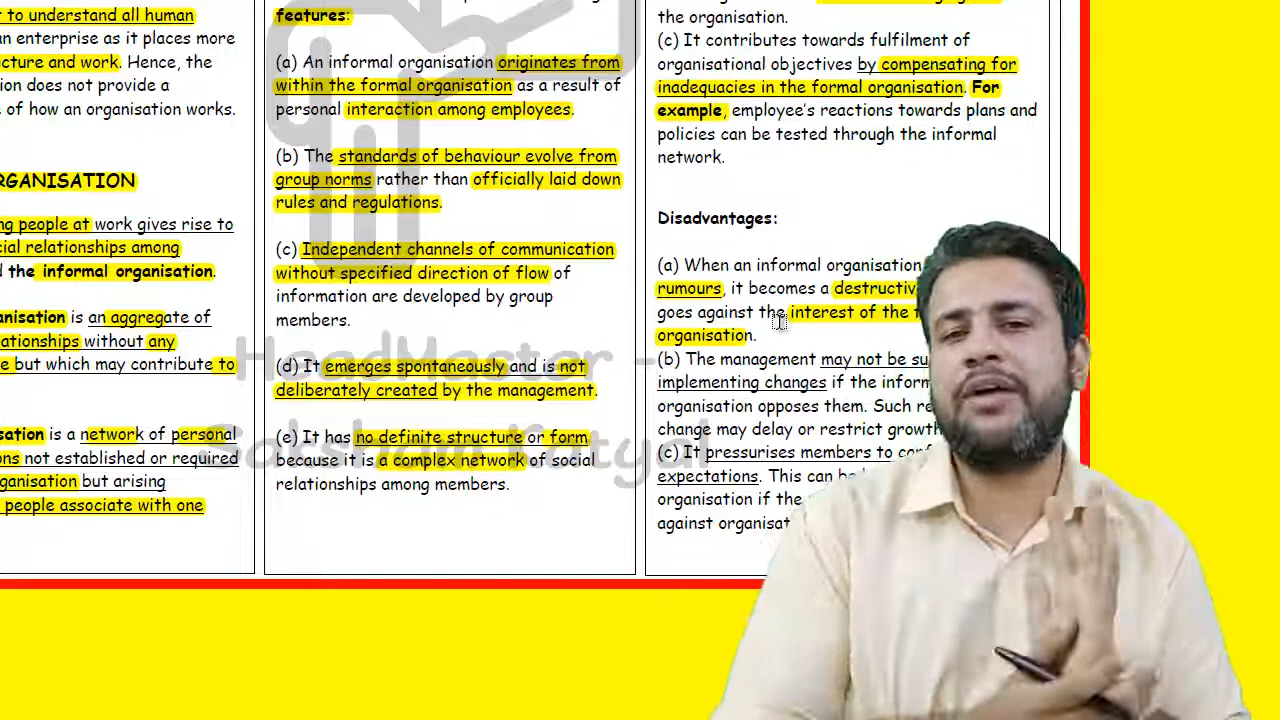 t to understand all human
an enterprise as it places more
cture and work. Hence, the
ion does not provide a
of how an organisation works.
RGANISATION
ng people at work gives rise to
cial relationships among
d the informal organisation.
anisation is an aggregate of
ationships without any
e but which may contribute to
sation is a network of personal
ons not established or required
ganisation but arising
people associate with one
features:
(a) An informal organisation originates from
within the formal organisation as a result of
personal interaction among employees.
(b) The standards of behaviour evolve from
group norms rather than officially laid down
rules and regulations.
(c) Independent channels of communication
without specified direction of flow of
information are developed by group
members.
(d) It emerges spontaneously and is not
deliberately created by the management.
(e) It has no definite structure or form
because it is a complex network of social
relationships among members.
the organisation.
(c) It contributes towards fulfilment of
organisational objectives by compensating for
inadequacies in the formal organisation. For
example, employee's reactions towards plans and
policies can be tested through the informal
network.
Disadvantages:
(a) When an informal organisation
rumours, it becomes a destructiv
goes against the interest of the
organisation.
(b) The management may not be su
implementing changes if the inform
organisation opposes them. Such re
change may delay or restrict growth
(c) It pressurises members to con
expectations. This can be
organisation if the
against organisat
HeadMaster -
Saksham Katyal